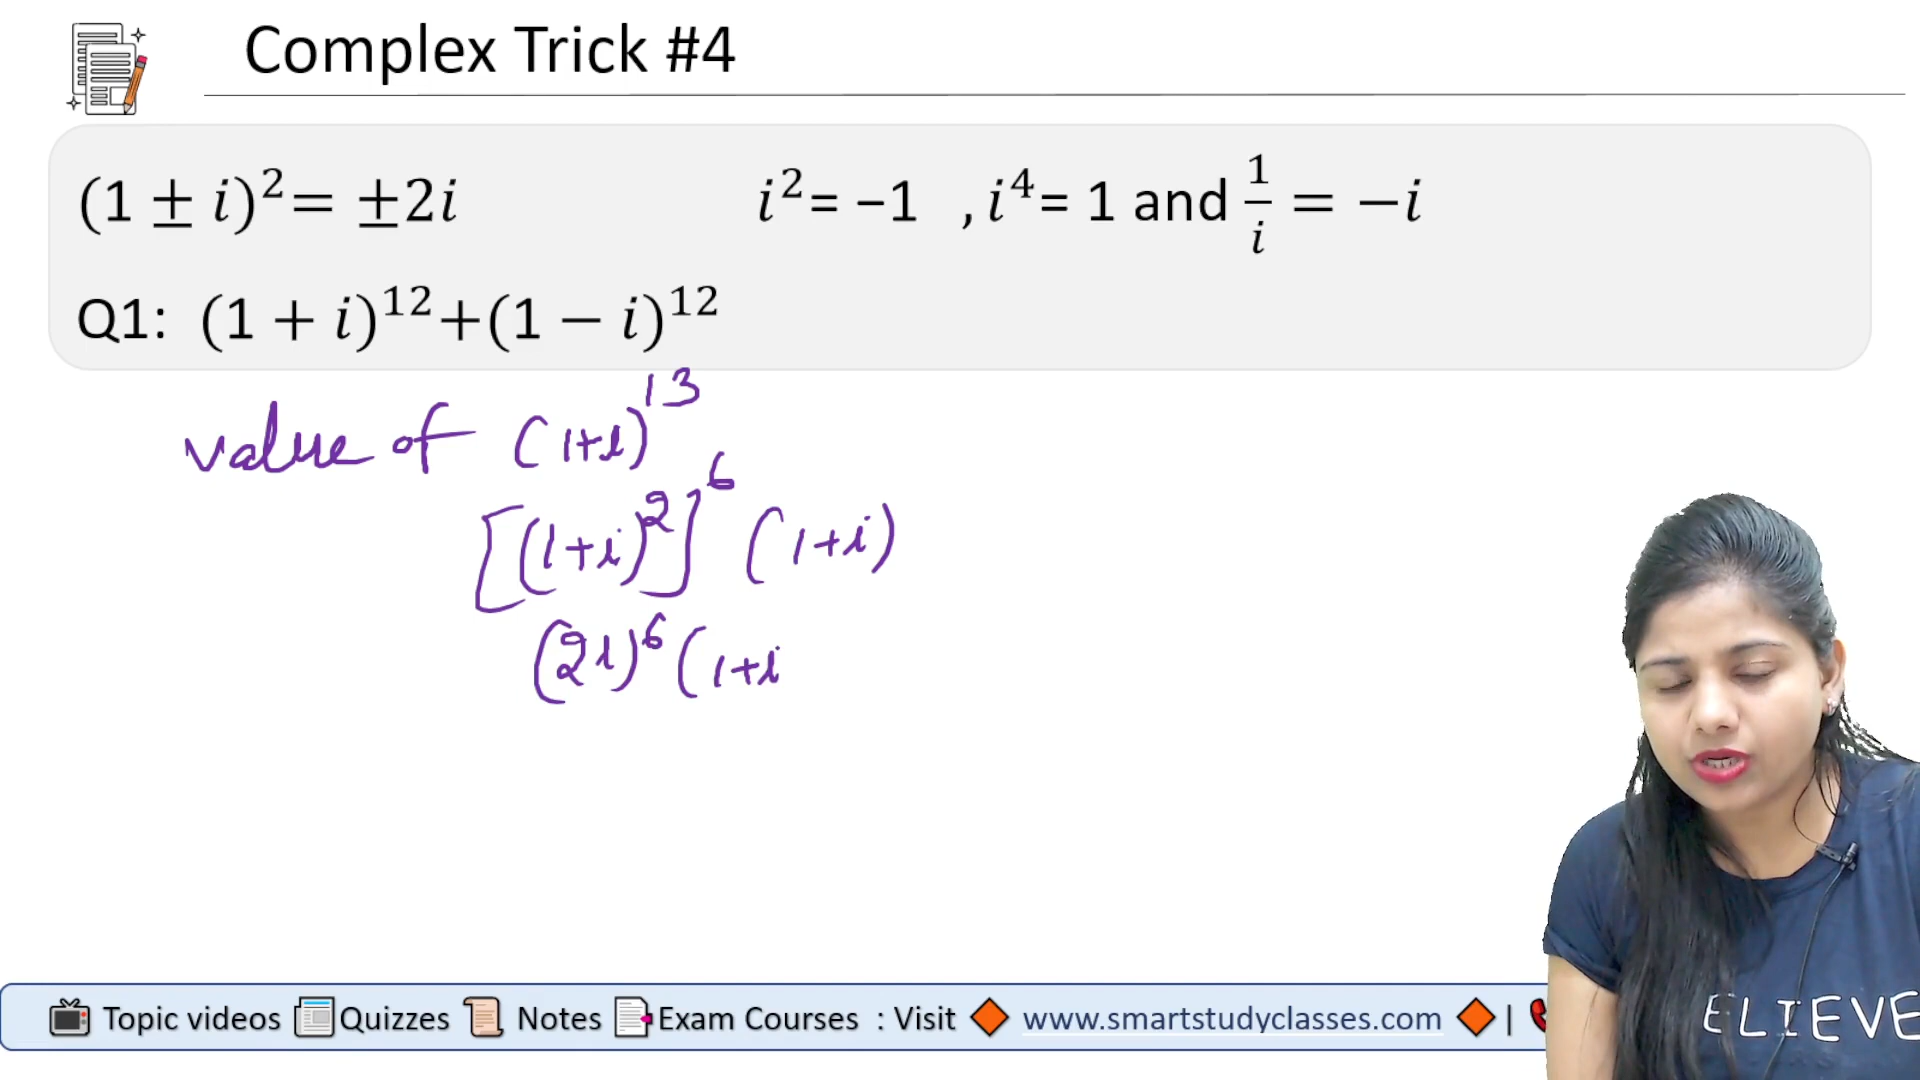 Complex Trick #4
(1 ± i)²= ±2i i²= −1 , i⁴= 1 and 1/i = −i
Q1: (1 + i)¹²+(1 − i)¹²
value of (1+i)¹³
[(1+i)²]⁶ (1+i)
(2i)⁶ (1+i
ELIEVE
Topic videos Quizzes Notes Exam Courses : Visit www.smartstudyclasses.com |